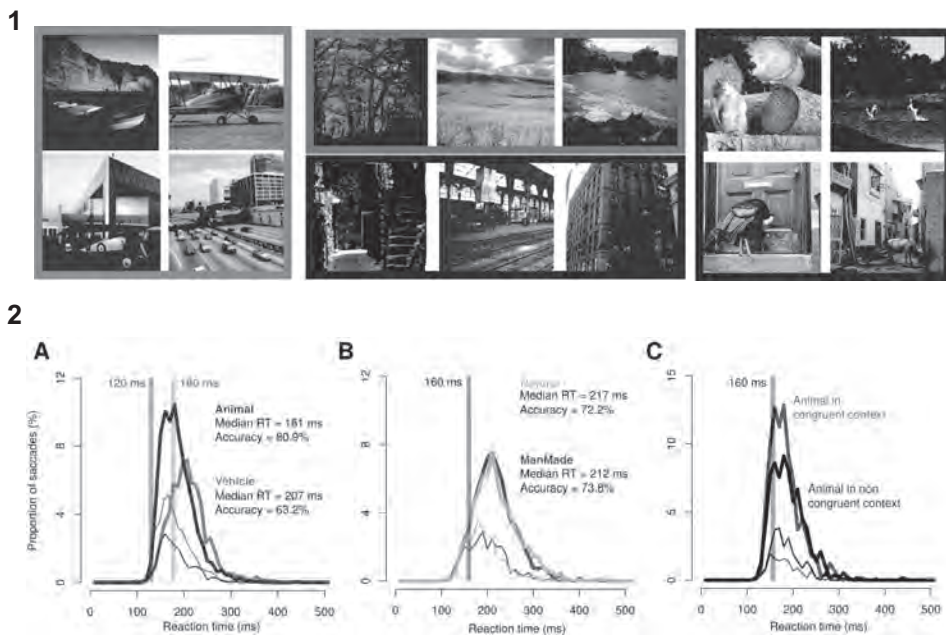 1
2
A
B
C
12
8
4
0
Proportion of saccades (%)
120 ms
180 ms
Animal
Median RT = 181 ms
Accuracy = 80.9%
Vehicle
Median RT = 207 ms
Accuracy = 63.2%
0 100 200 300 400 500
Reaction time (ms)
12
8
4
0
160 ms
Natural
Median RT = 217 ms
Accuracy = 72.2%
ManMade
Median RT = 212 ms
Accuracy = 73.8%
0 100 200 300 400 500
Reaction time (ms)
15
10
5
0
160 ms
Animal in
congruent context
Animal in non
congruent context
0 100 200 300 400 500
Reaction time (ms)